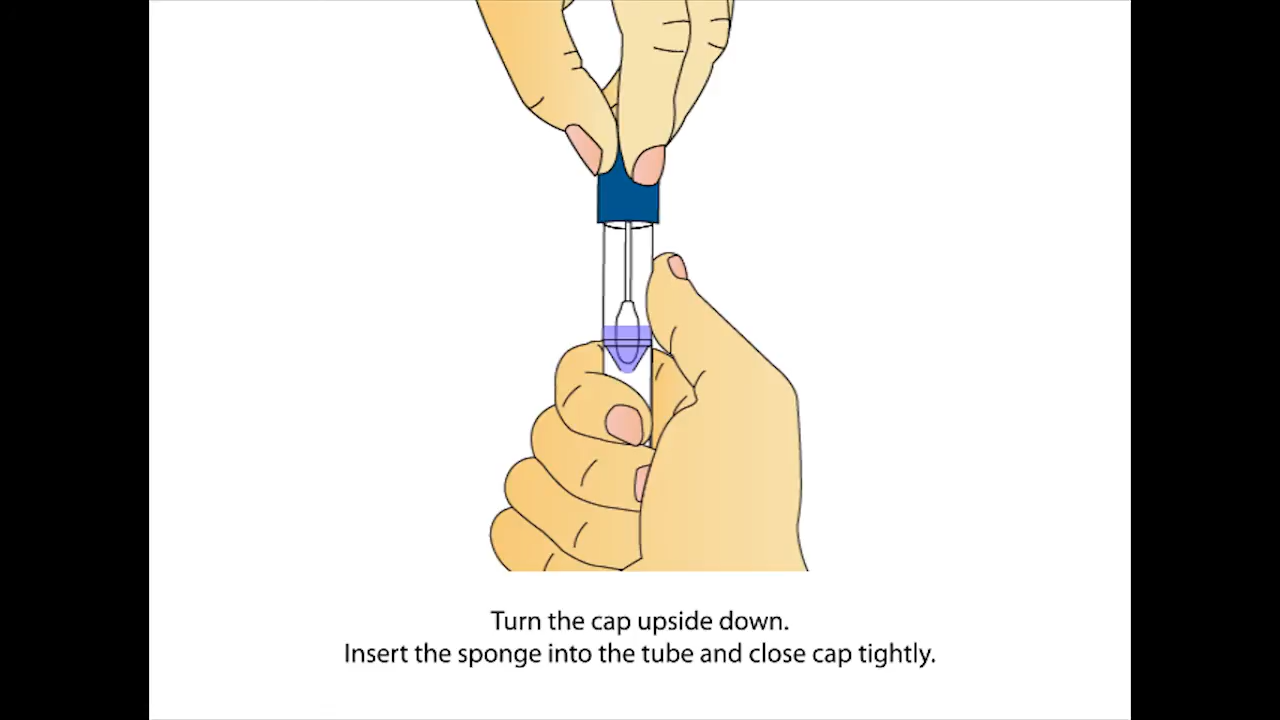 Turn the cap upside down.
Insert the sponge into the tube and close cap tightly.